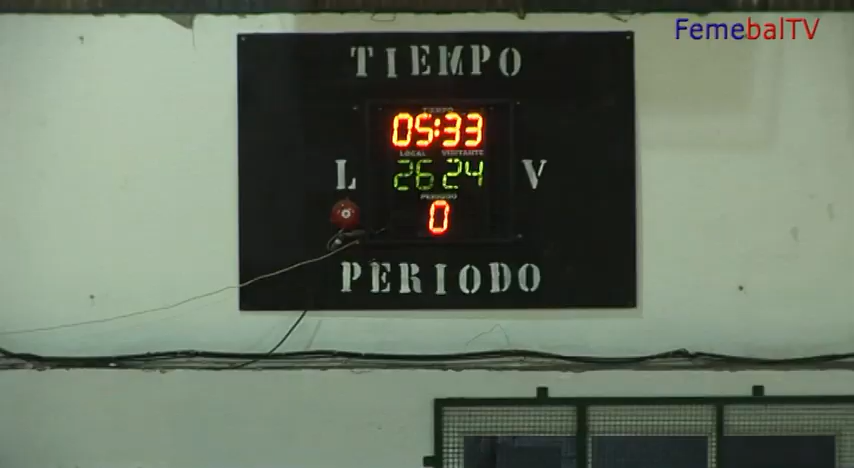 FemebalTV
TIEMPO
TIEMPO
05:33
LOCAL VISITANTE
L 26 24 V
PERIODO
0
PERIODO